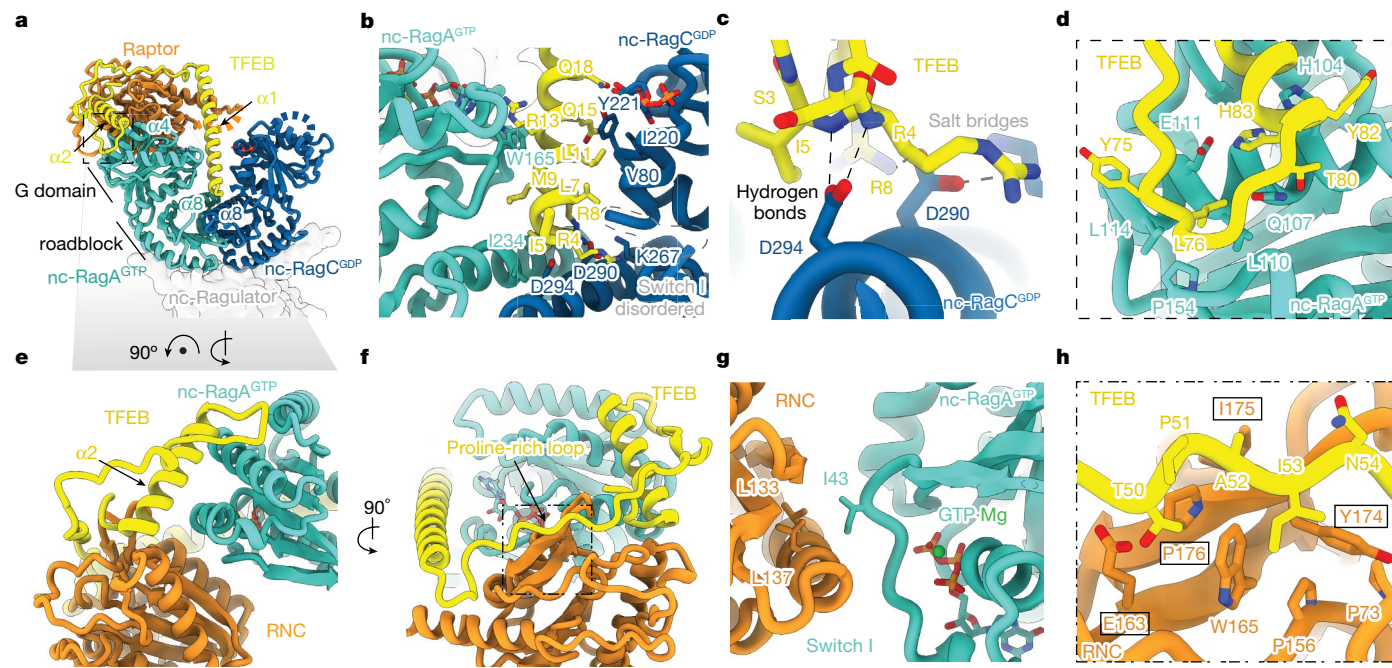 a
Raptor
TFEB
α1
α4
α2
G domain
α8
α8
roadblock
nc-RagA^GTP
nc-RagC^GDP
nc-Ragulator
90º
b
nc-RagA^GTP
nc-RagC^GDP
Q18
Y221
Q15
R13
I220
W165
L11
V80
M9
L7
R8
I234
R4
I5
K267
D290
D294
Switch I
disordered
c
TFEB
S3
R4
Salt bridges
I5
R8
Hydrogen
bonds
D290
D294
nc-RagC^GDP
d
TFEB
H104
H83
E111
Y75
Y82
T80
Q107
L114
L76
L110
P154
nc-RagA^GTP
e
nc-RagA^GTP
TFEB
α2
RNC
f
TFEB
Proline-rich loop
90º
g
RNC
nc-RagA^GTP
I43
L133
GTP·Mg
L137
Switch I
h
TFEB
I175
P51
I53
N54
A52
T50
Y174
P176
P73
E163
W165
P156
RNC